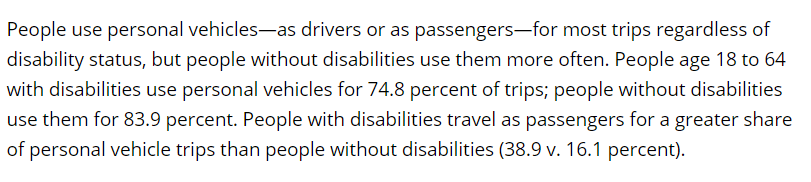 People use personal vehicles—as drivers or as passengers—for most trips regardless of
disability status, but people without disabilities use them more often. People age 18 to 64
with disabilities use personal vehicles for 74.8 percent of trips; people without disabilities
use them for 83.9 percent. People with disabilities travel as passengers for a greater share
of personal vehicle trips than people without disabilities (38.9 v. 16.1 percent).